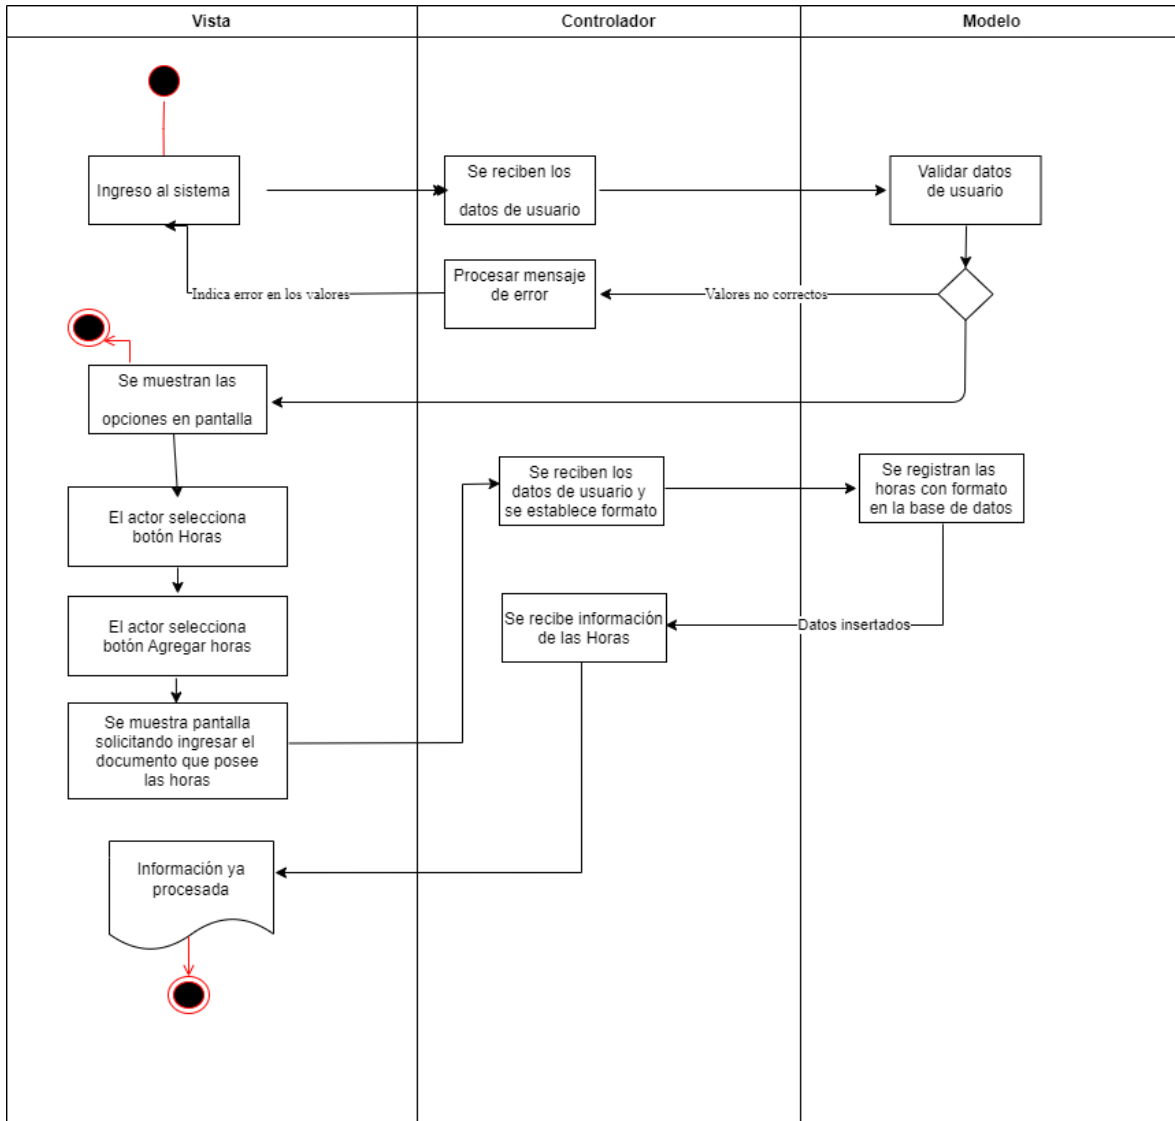 Vista
Controlador
Modelo
Ingreso al sistema
Se reciben los
datos de usuario
Validar datos
de usuario
Procesar mensaje
de error
Indica error en los valores
Valores no correctos
Se muestran las
opciones en pantalla
El actor selecciona
botón Horas
El actor selecciona
botón Agregar horas
Se muestra pantalla
solicitando ingresar el
documento que posee
las horas
Se reciben los
datos de usuario y
se establece formato
Se registran las
horas con formato
en la base de datos
Datos insertados
Se recibe información
de las Horas
Información ya
procesada